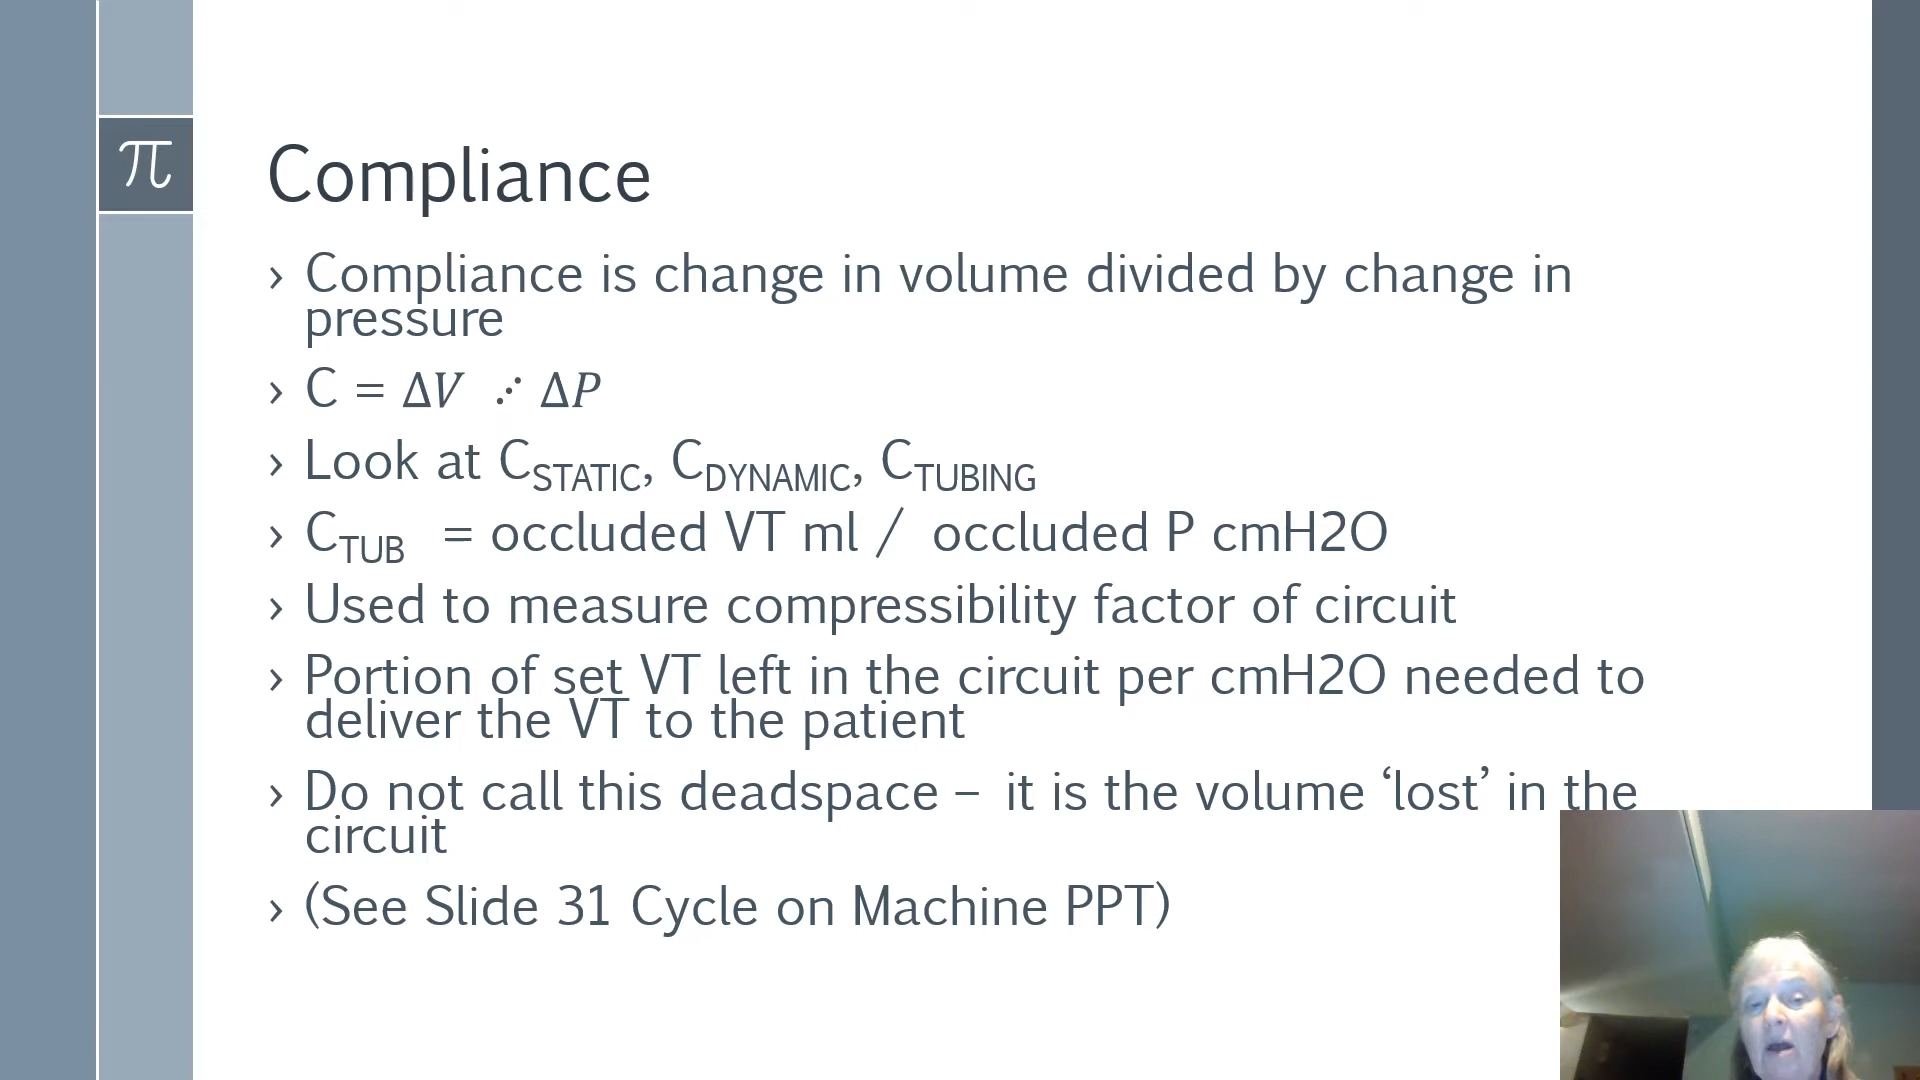 π
Compliance
› Compliance is change in volume divided by change in
pressure
› C = ΔV ⋰ ΔP
› Look at CSTATIC, CDYNAMIC, CTUBING
› CTUB = occluded VT ml / occluded P cmH2O
› Used to measure compressibility factor of circuit
› Portion of set VT left in the circuit per cmH2O needed to
deliver the VT to the patient
› Do not call this deadspace – it is the volume ‘lost’ in the
circuit
› (See Slide 31 Cycle on Machine PPT)